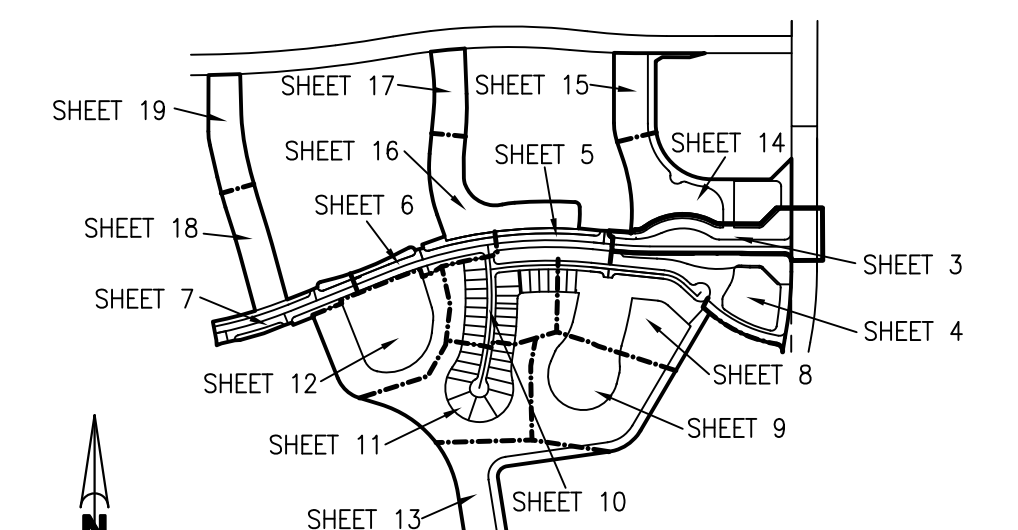 SHEET 17
SHEET 15
SHEET 19
SHEET 14
SHEET 16
SHEET 5
SHEET 6
SHEET 18
SHEET 3
SHEET 7
SHEET 4
SHEET 8
SHEET 12
SHEET 9
SHEET 11
SHEET 10
SHEET 13
N